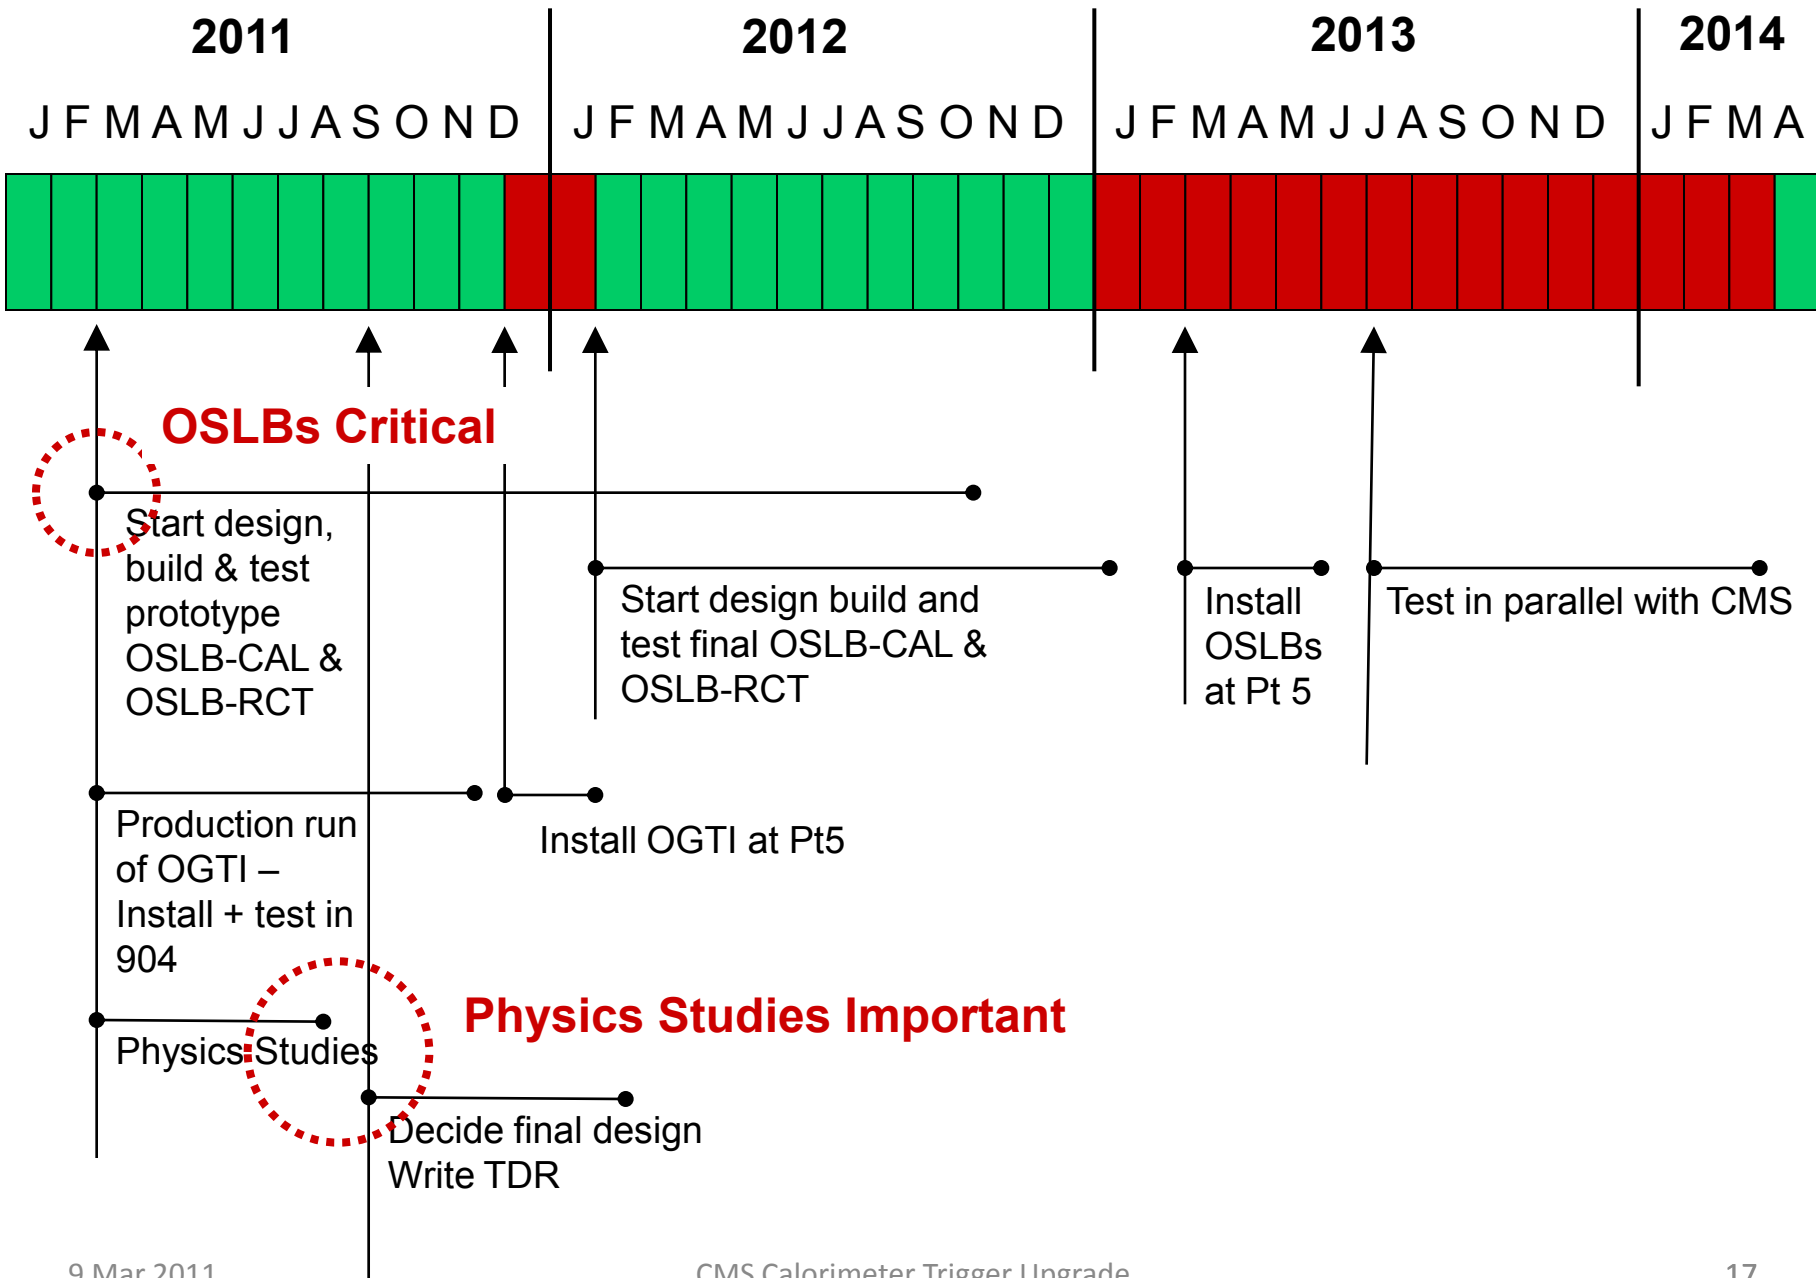 2011 2012 2013 2014
J F M A M J J A S O N D J F M A M J J A S O N D J F M A M J J A S O N D J F M A
OSLBs Critical
Start design,
build & test
prototype
OSLB-CAL &
OSLB-RCT
Start design build and
test final OSLB-CAL &
OSLB-RCT
Install
OSLBs
at Pt 5
Test in parallel with CMS
Production run
of OGTI –
Install + test in
904
Install OGTI at Pt5
Physics Studies Important
Physics Studies
Decide final design
Write TDR
9 Mar 2011 CMS Calorimeter Trigger Upgrade 17